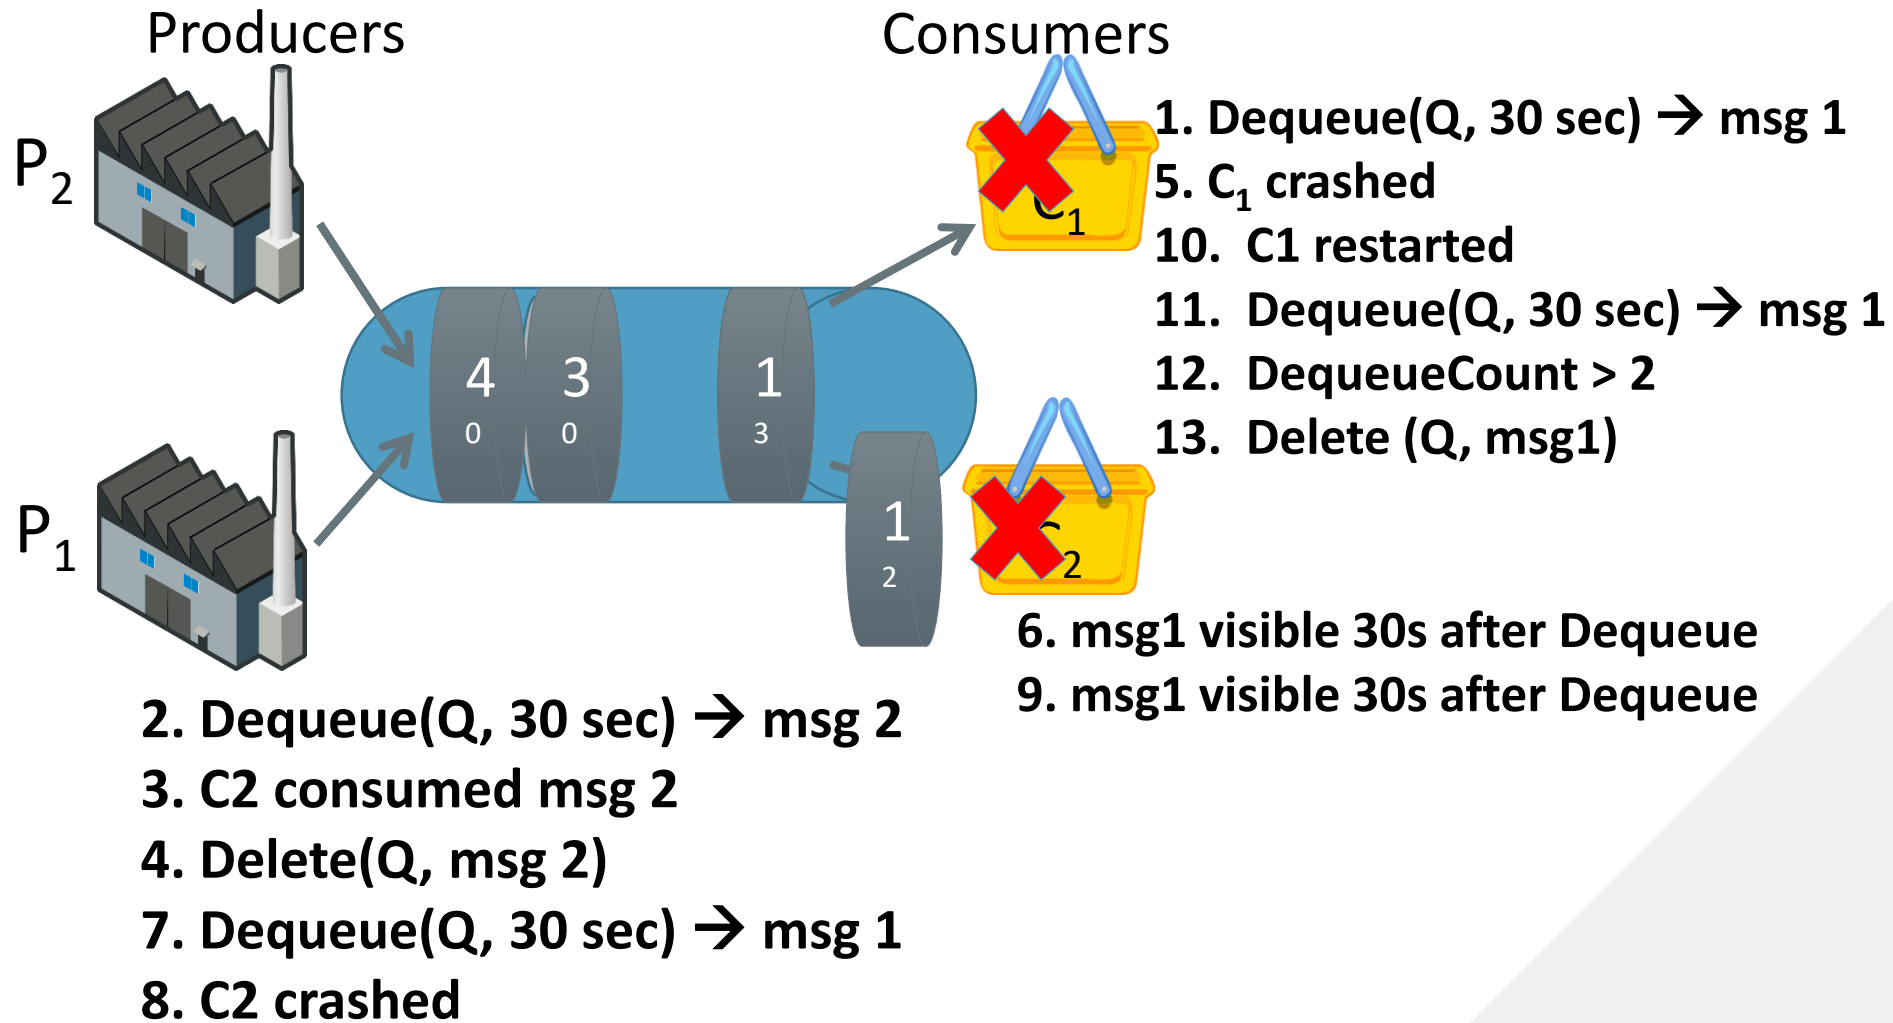 Producers
Consumers
P2
1. Dequeue(Q, 30 sec) → msg 1
5. C1 crashed
10. C1 restarted
11. Dequeue(Q, 30 sec) → msg 1
12. DequeueCount > 2
13. Delete (Q, msg1)
C1
4
0
3
0
1
3
P1
1
2
C2
6. msg1 visible 30s after Dequeue
9. msg1 visible 30s after Dequeue
2. Dequeue(Q, 30 sec) → msg 2
3. C2 consumed msg 2
4. Delete(Q, msg 2)
7. Dequeue(Q, 30 sec) → msg 1
8. C2 crashed